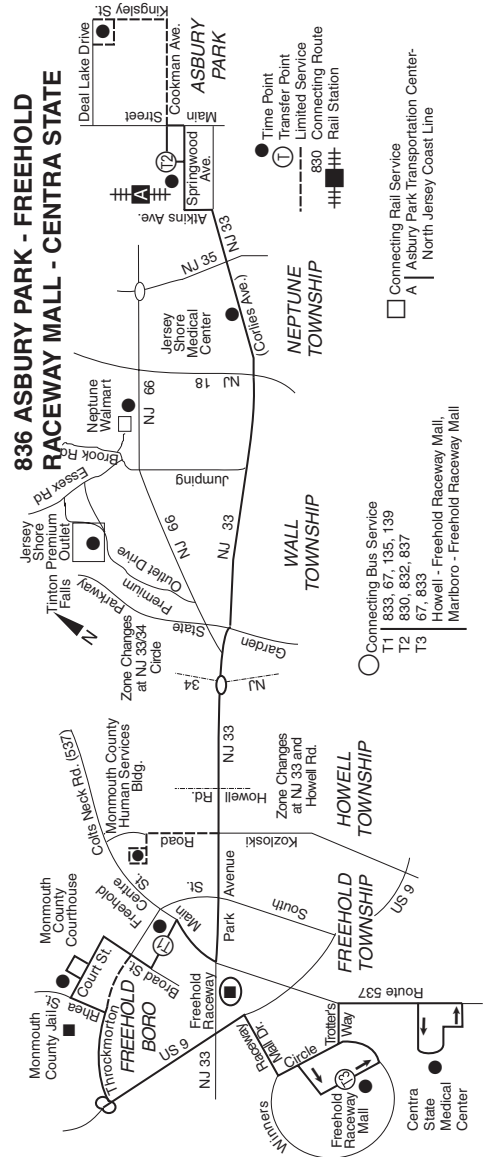 836 ASBURY PARK - FREEHOLD
RACEWAY MALL - CENTRA STATE
Monmouth
County Jail
Rhea
St.
Monmouth
County
Courthouse
Court St.
Throckmorton
FREEHOLD
BORO
Broad St.
T1
Freehold
Centre
St.
Main
St.
Colts Neck Rd. (537)
Monmouth County
Human Services
Bldg.
Road
Kozloski
US 9
NJ 33
Freehold
Raceway
Park
Avenue
South
FREEHOLD
TOWNSHIP
US 9
Raceway
Mall Dr.
Winners
Circle
Trotter's
Way
Route 537
Freehold
Raceway
Mall
T3
Centra
State
Medical
Center
HOWELL
TOWNSHIP
Howell
Rd.
Zone Changes
at NJ 33 and
Howell Rd.
NJ 33
NJ
34
Zone Changes
at NJ 33/34
Circle
N
Garden
State
Parkway
Tinton
Falls
Jersey
Shore
Premium
Outlet
Premium
Outlet Drive
Essex Rd
Jumping
Brook Rd
NJ 66
NJ 33
WALL
TOWNSHIP
Neptune
Walmart
NJ 66
NJ 18
Jersey
Shore
Medical
Center
(Corlies Ave.)
NJ 35
NJ 33
NEPTUNE
TOWNSHIP
Atkins Ave.
A
T2
Springwood
Ave.
Main
Street
Cookman Ave.
Deal Lake Drive
Kingsley
St.
ASBURY
PARK
Time Point
T Transfer Point
Limited Service
830 Connecting Route
Rail Station
Connecting Bus Service
T1 833, 67, 135, 139
T2 830, 832, 837
T3 67, 833
Howell - Freehold Raceway Mall,
Marlboro - Freehold Raceway Mall
Connecting Rail Service
A Asbury Park Transportation Center-
North Jersey Coast Line